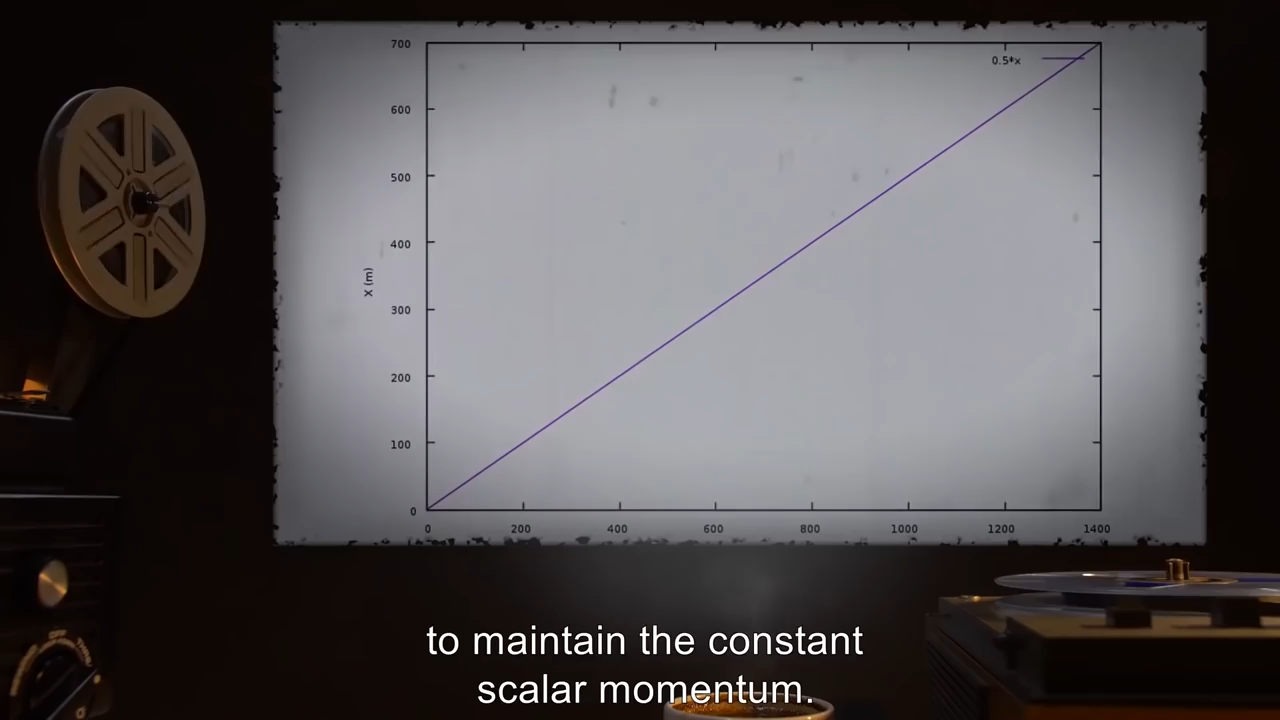 700
0.5*x
600
500
400
X (m)
300
200
100
0
0 200 400 600 800 1000 1200 1400
to maintain the constant
scalar momentum.